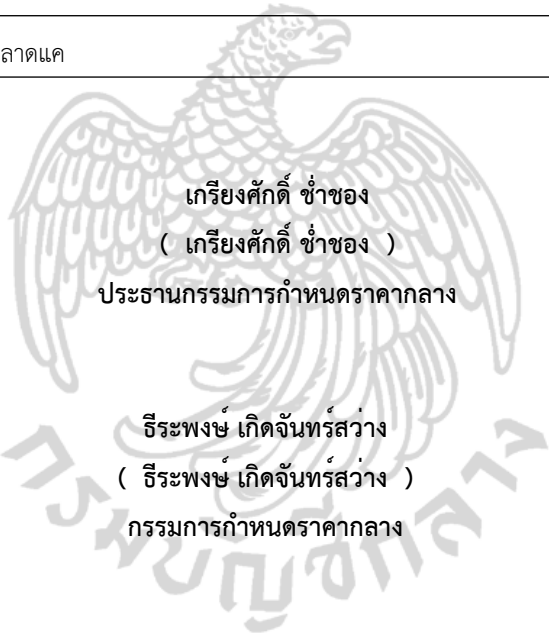 ลาดแค
เกรียงศักดิ์ ช่ำชอง
( เกรียงศักดิ์ ช่ำชอง )
ประธานกรรมการกำหนดราคากลาง
ธีระพงษ์ เกิดจันทร์สว่าง
( ธีระพงษ์ เกิดจันทร์สว่าง )
กรรมการกำหนดราคากลาง
กรมบัญชีกลาง